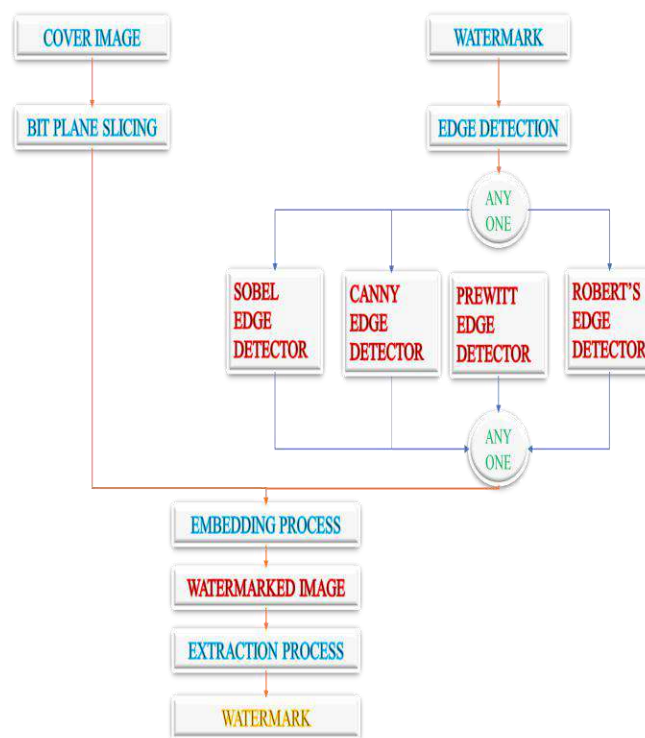 COVER IMAGE
WATERMARK
BIT PLANE SLICING
EDGE DETECTION
ANY
ONE
SOBEL
EDGE
DETECTOR
CANNY
EDGE
DETECTOR
PREWITT
EDGE
DETECTOR
ROBERT'S
EDGE
DETECTOR
ANY
ONE
EMBEDDING PROCESS
WATERMARKED IMAGE
EXTRACTION PROCESS
WATERMARK